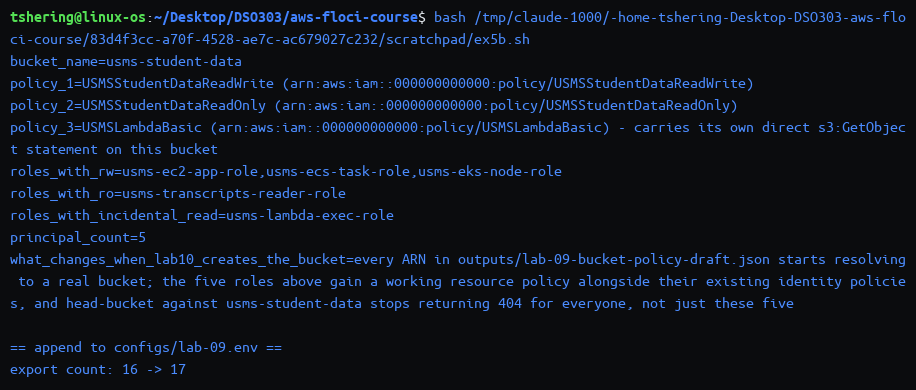 tshering@linux-os:~/Desktop/DSO303/aws-floci-course$ bash /tmp/claude-1000/-home-tshering-Desktop-DSO303-aws-flo
ci-course/83d4f3cc-a70f-4528-ae7c-ac679027c232/scratchpad/ex5b.sh
bucket_name=usms-student-data
policy_1=USMSStudentDataReadWrite (arn:aws:iam::000000000000:policy/USMSStudentDataReadWrite)
policy_2=USMSStudentDataReadOnly (arn:aws:iam::000000000000:policy/USMSStudentDataReadOnly)
policy_3=USMSLambdaBasic (arn:aws:iam::000000000000:policy/USMSLambdaBasic) - carries its own direct s3:GetObjec
t statement on this bucket
roles_with_rw=usms-ec2-app-role,usms-ecs-task-role,usms-eks-node-role
roles_with_ro=usms-transcripts-reader-role
roles_with_incidental_read=usms-lambda-exec-role
principal_count=5
what_changes_when_lab10_creates_the_bucket=every ARN in outputs/lab-09-bucket-policy-draft.json starts resolving
 to a real bucket; the five roles above gain a working resource policy alongside their existing identity policie
s, and head-bucket against usms-student-data stops returning 404 for everyone, not just these five

== append to configs/lab-09.env ==
export count: 16 -> 17